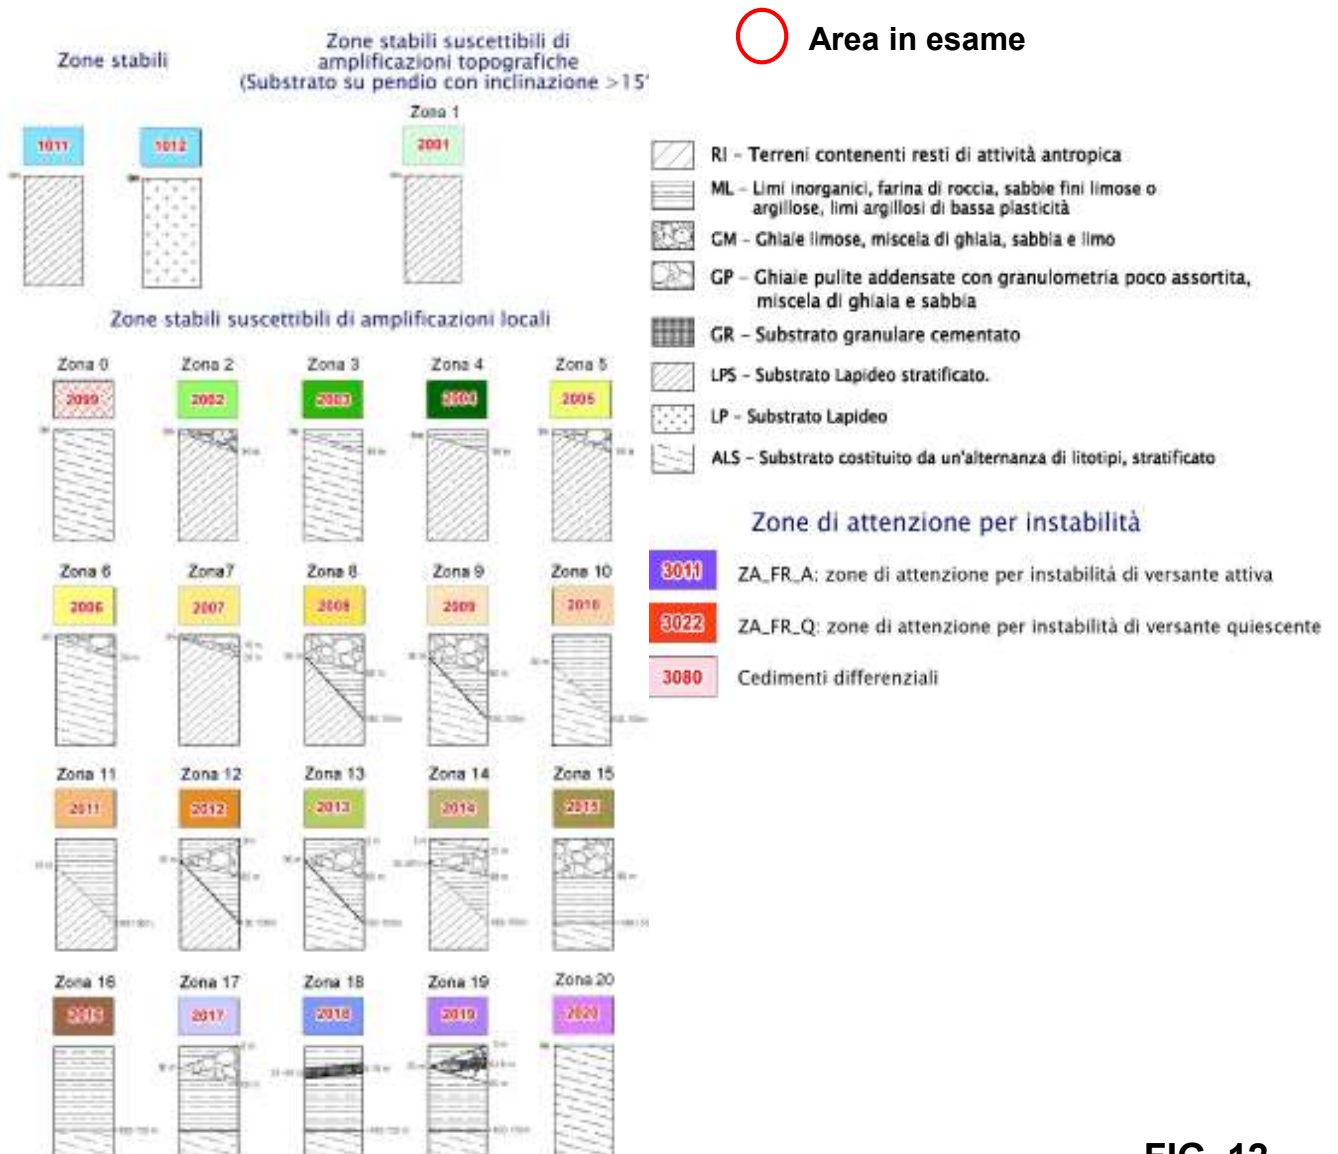 Zone stabili
Zone stabili suscettibili di
amplificazioni topografiche
(Substrato su pendio con inclinazione >15°
Zona 1
1011
1012
2001
Area in esame
RI – Terreni contenenti resti di attività antropica
ML – Limi inorganici, farina di roccia, sabbie fini limose o
argillose, limi argillosi di bassa plasticità
GM – Ghiaie limose, miscela di ghiaia, sabbia e limo
GP – Ghiaie pulite addensate con granulometria poco assortita,
miscela di ghiaia e sabbia
GR – Substrato granulare cementato
LPS – Substrato Lapideo stratificato.
LP – Substrato Lapideo
ALS – Substrato costituito da un'alternanza di litotipi, stratificato
Zone stabili suscettibili di amplificazioni locali
Zona 0 Zona 2 Zona 3 Zona 4 Zona 5
2099 2002 2003 2004 2005
Zona 6 Zona7 Zona 8 Zona 9 Zona 10
2006 2007 2008 2009 2010
Zona 11 Zona 12 Zona 13 Zona 14 Zona 15
2011 2012 2013 2014 2015
Zona 16 Zona 17 Zona 18 Zona 19 Zona 20
2016 2017 2018 2019 2020
Zone di attenzione per instabilità
3011 ZA_FR_A: zone di attenzione per instabilità di versante attiva
3022 ZA_FR_Q: zone di attenzione per instabilità di versante quiescente
3080 Cedimenti differenziali
FIG. 12